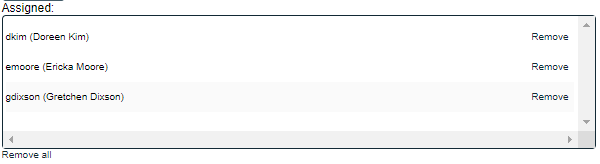 Assigned:
dkim (Doreen Kim) Remove
emoore (Ericka Moore) Remove
gdixson (Gretchen Dixson) Remove
Remove all